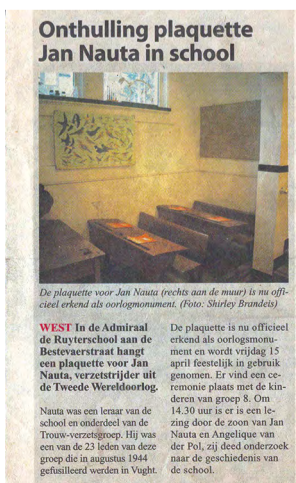 Onthulling plaquette
Jan Nauta in school
De plaquette voor Jan Nauta (rechts aan de muur) is nu offi-
cieel erkend als oorlogmonument. (Foto: Shirley Brandeis)
WEST In de Admiraal
de Ruyterschool aan de
Bestevaerstraat hangt
een plaquette voor Jan
Nauta, verzetstrijder uit
de Tweede Wereldoorlog.
Nauta was een leraar van de
school en onderdeel van de
Trouw-verzetsgroep. Hij was
een van de 23 leden van deze
groep die in augustus 1944
gefusilleerd werden in Vught.
De plaquette is nu officieel
erkend als oorlogsmonu-
ment en wordt vrijdag 15
april feestelijk in gebruik
genomen. Er vind een ce-
remonie plaats met de kin-
deren van groep 8. Om
14.30 uur is er is een le-
zing door de zoon van Jan
Nauta en Angelique van
der Pol, zij deed onderzoek
naar de geschiedenis van
de school.